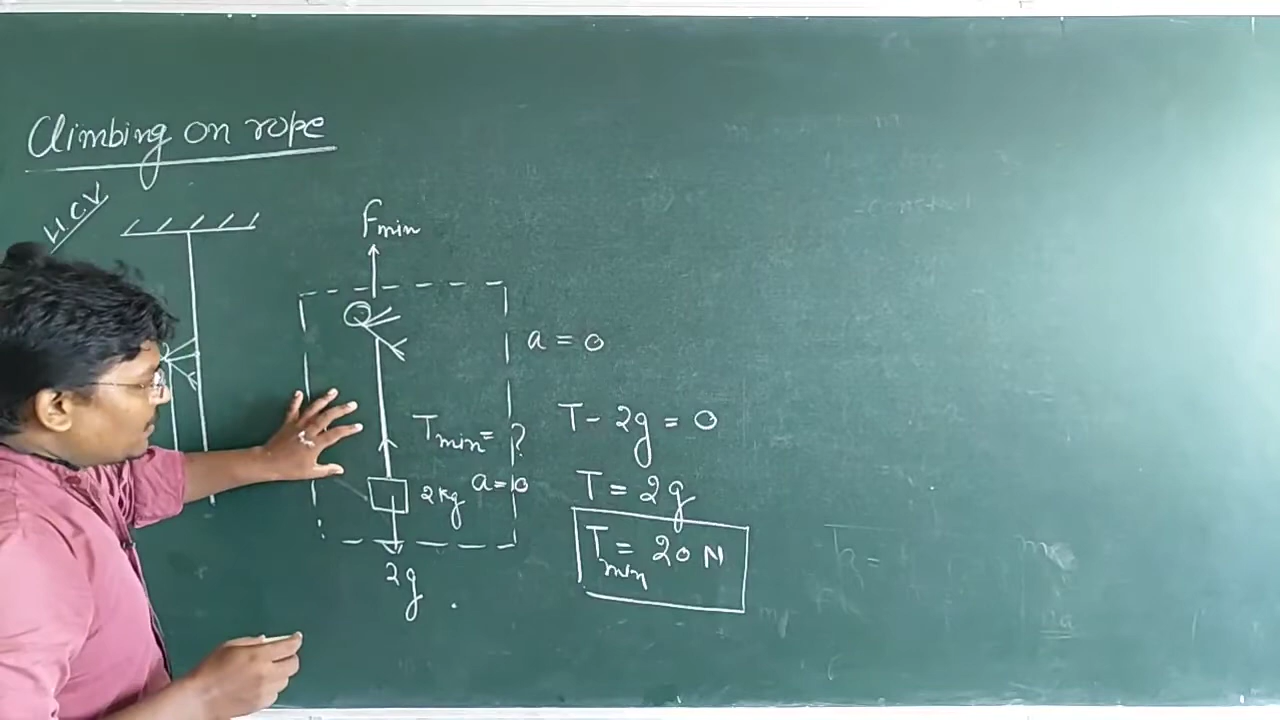 Climbing on rope
H.C.V
Fmin
a = 0
Tmin = ?
T - 2g = 0
2kg a = 0
T = 2g
Tmin = 20 N
2g